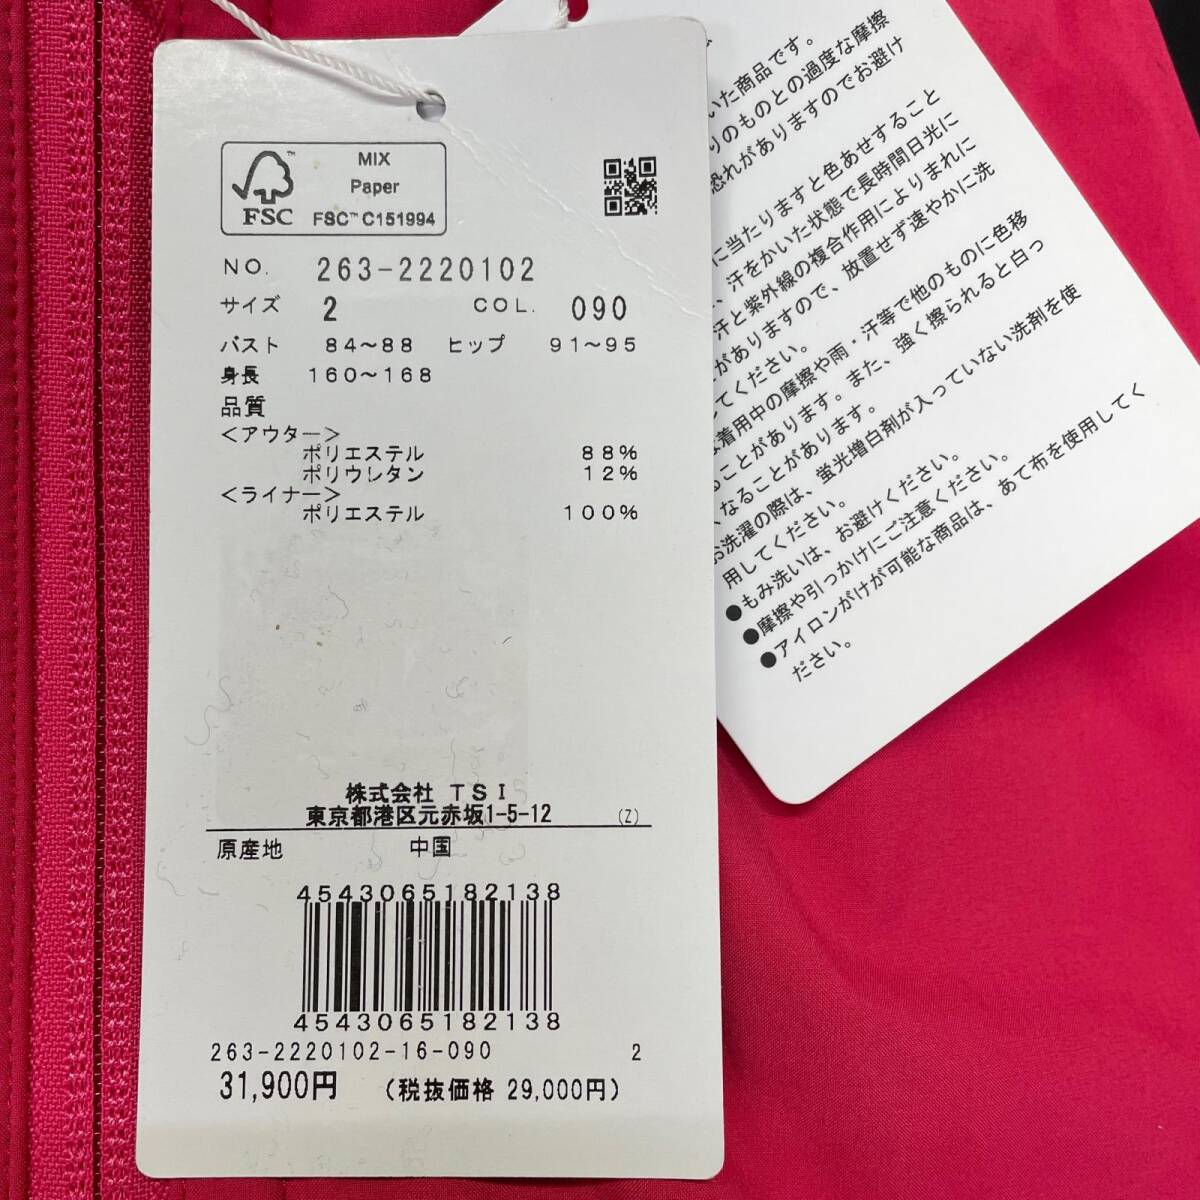 MIX
Paper
FSC™ C151994
FSC
NO. 263-2220102
サイズ 2 COL. 090
バスト 84～88 ヒップ 91～95
身長 160～168
品質
＜アウター＞
ポリエステル 88%
ポリウレタン 12%
＜ライナー＞
ポリエステル 100%
株式会社 TSI
東京都港区元赤坂1-5-12 (Z)
原産地 中国
4543065182138
4543065182138
263-2220102-16-090 2
31,900円 （税抜価格 29,000円）
いた商品です。
りのものとの過度な摩擦
恐れがありますのでお避け
に当たりますと色あせすること
、汗をかいた状態で長時間日光に
汗と紫外線の複合作用によりまれに
がありますので、放置せず速やかに洗
してください。
着用中の摩擦や雨・汗等で他のものに色移
ることがあります。また、強く擦られると白っ
くなることがあります。
お洗濯の際は、蛍光増白剤が入っていない洗剤を使
用してください。
●もみ洗いは、お避けください。
●摩擦や引っかけにご注意ください。
●アイロンがけが可能な商品は、あて布を使用してく
ださい。